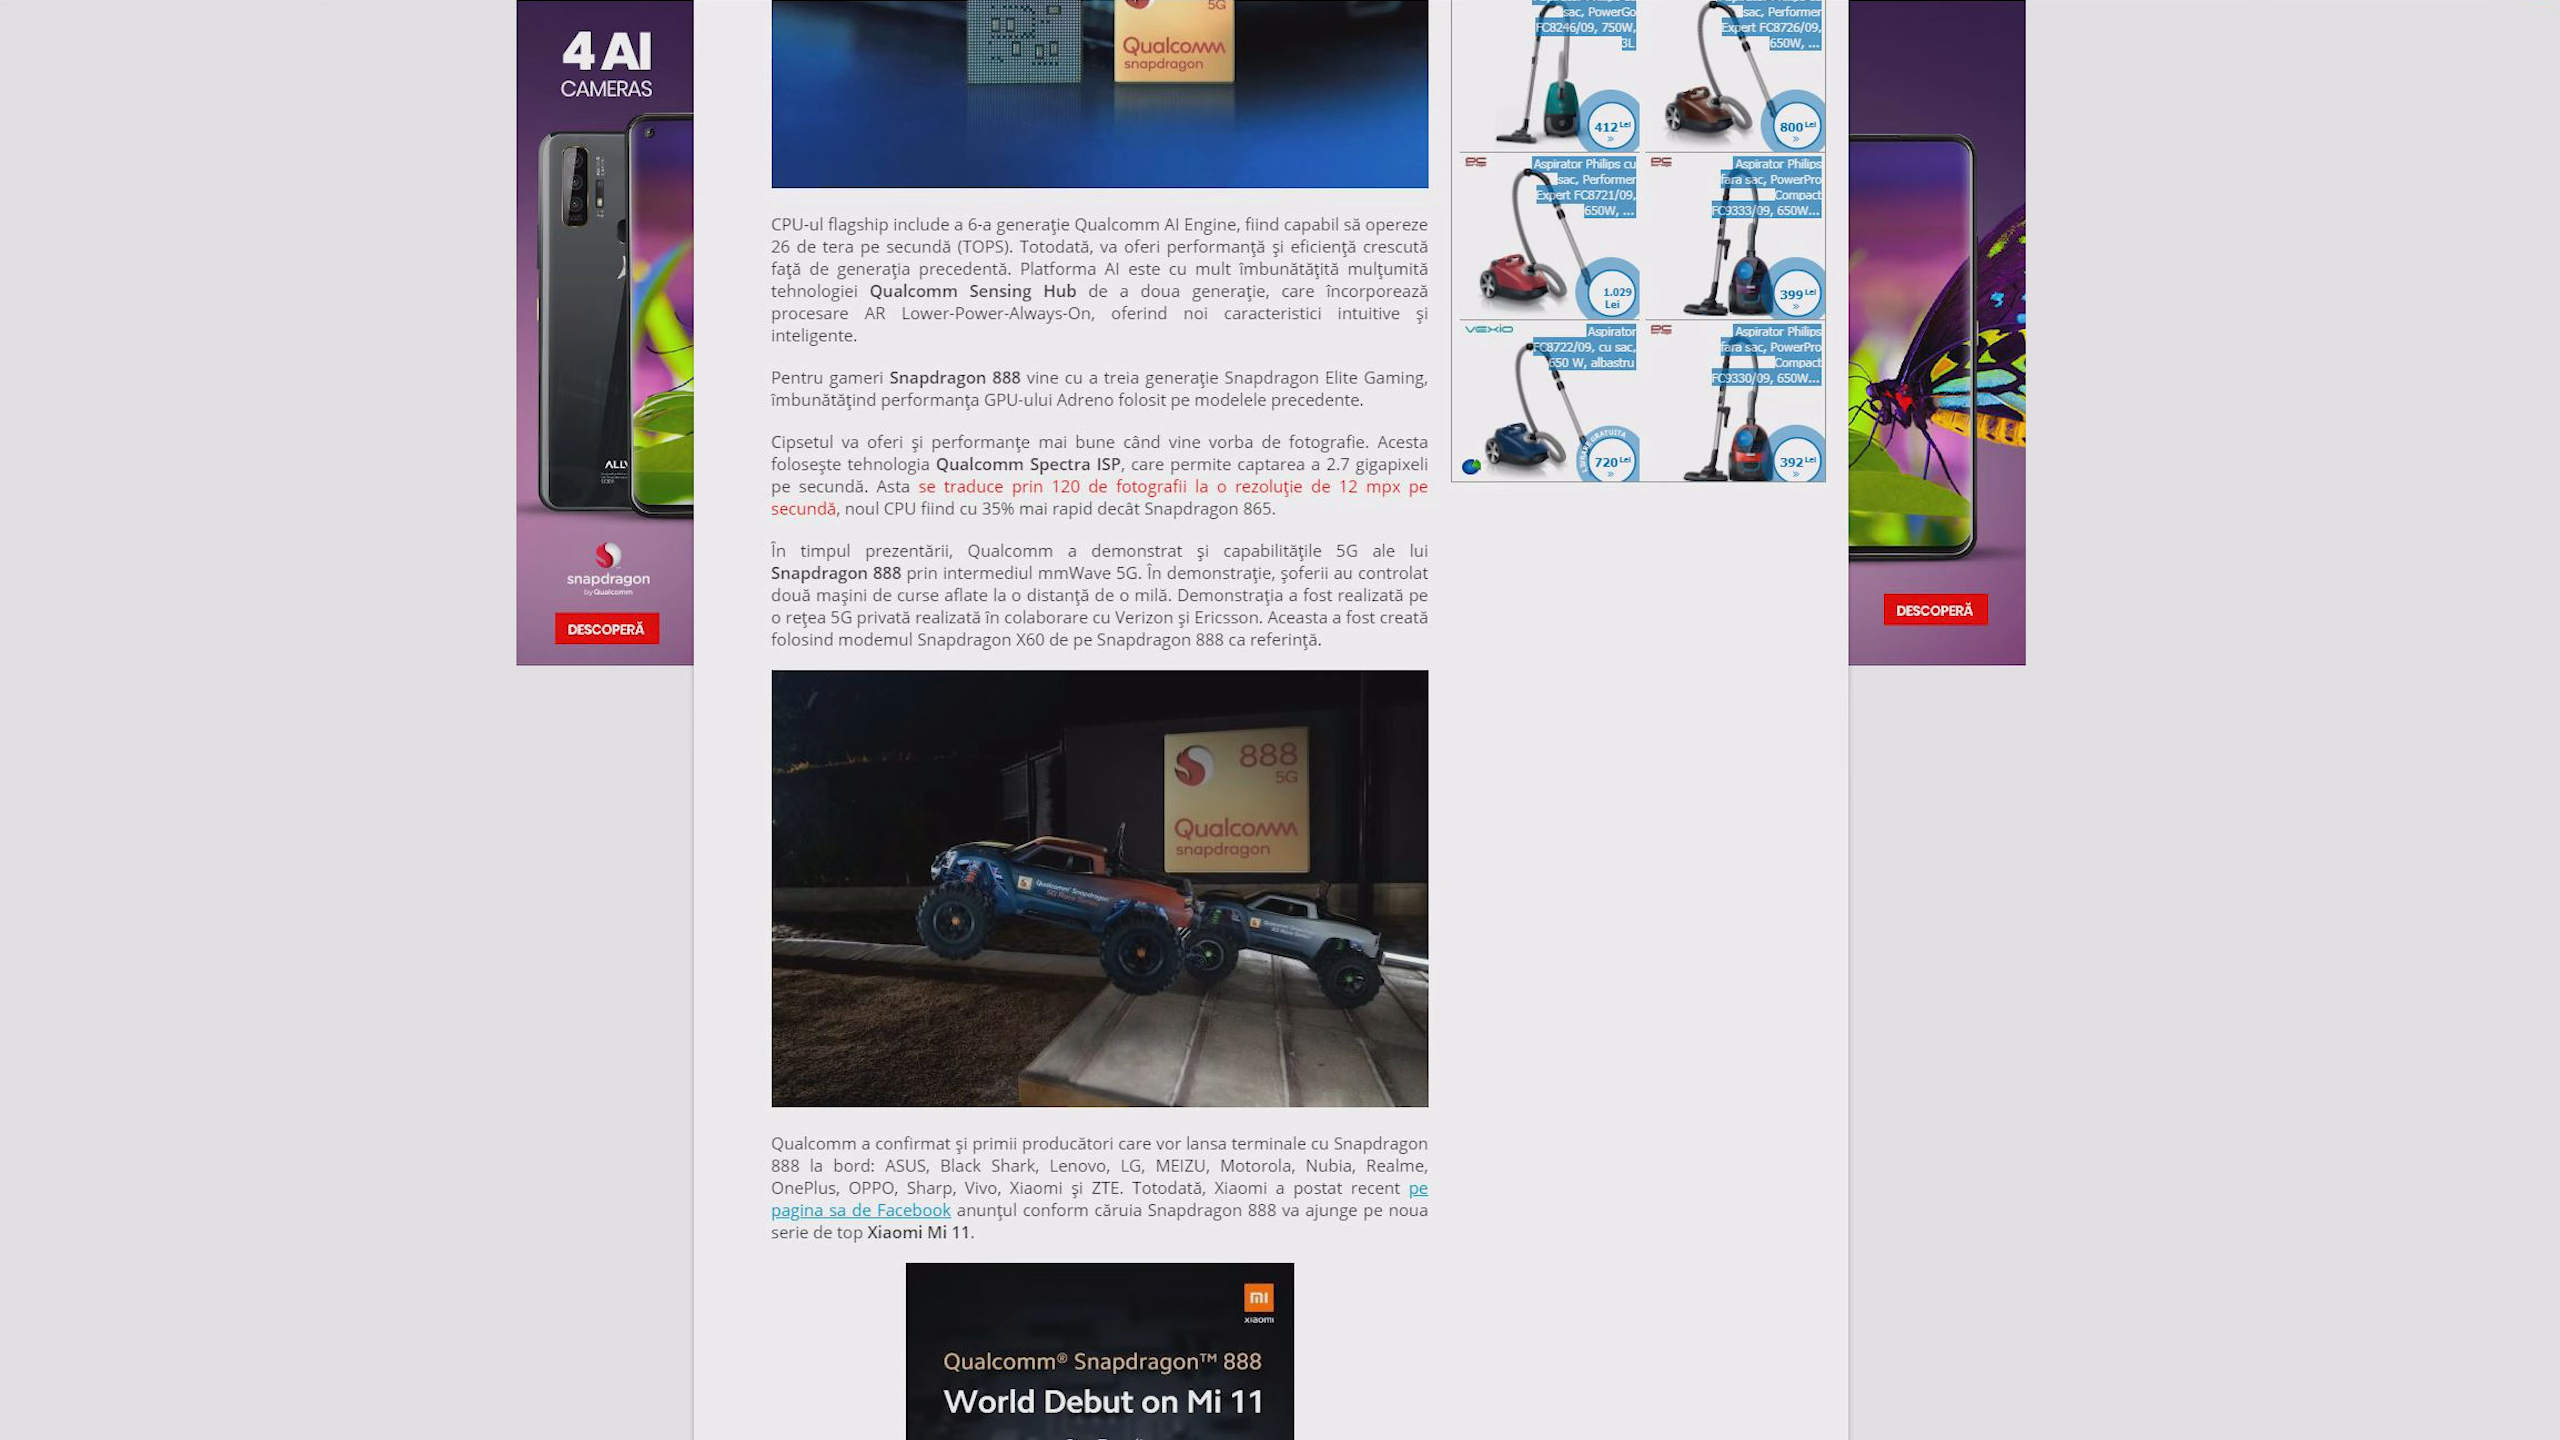 4 AI
CAMERAS
snapdragon
by Qualcomm
DESCOPERĂ
5G
Qualcomm
snapdragon
CPU-ul flagship include a 6-a generaţie Qualcomm AI Engine, fiind capabil să opereze
26 de tera pe secundă (TOPS). Totodată, va oferi performanţă şi eficienţă crescută
faţă de generaţia precedentă. Platforma AI este cu mult îmbunătăţită mulţumită
tehnologiei Qualcomm Sensing Hub de a doua generaţie, care încorporează
procesare AR Lower-Power-Always-On, oferind noi caracteristici intuitive şi
inteligente.
Pentru gameri Snapdragon 888 vine cu a treia generaţie Snapdragon Elite Gaming,
îmbunătăţind performanţa GPU-ului Adreno folosit pe modelele precedente.
Cipsetul va oferi şi performanţe mai bune când vine vorba de fotografie. Acesta
foloseşte tehnologia Qualcomm Spectra ISP, care permite captarea a 2.7 gigapixeli
pe secundă. Asta se traduce prin 120 de fotografii la o rezoluţie de 12 mpx pe
secundă, noul CPU fiind cu 35% mai rapid decât Snapdragon 865.
În timpul prezentării, Qualcomm a demonstrat şi capabilităţile 5G ale lui
Snapdragon 888 prin intermediul mmWave 5G. În demonstraţie, şoferii au controlat
două maşini de curse aflate la o distanţă de o milă. Demonstraţia a fost realizată pe
o reţea 5G privată realizată în colaborare cu Verizon şi Ericsson. Aceasta a fost creată
folosind modemul Snapdragon X60 de pe Snapdragon 888 ca referinţă.
888
5G
Qualcomm
snapdragon
Qualcomm Snapdragon
5G Race Series
Qualcomm a confirmat şi primii producători care vor lansa terminale cu Snapdragon
888 la bord: ASUS, Black Shark, Lenovo, LG, MEIZU, Motorola, Nubia, Realme,
OnePlus, OPPO, Sharp, Vivo, Xiaomi şi ZTE. Totodată, Xiaomi a postat recent pe
pagina sa de Facebook anunţul conform căruia Snapdragon 888 va ajunge pe noua
serie de top Xiaomi Mi 11.
mi
xiaomi
Qualcomm® Snapdragon™ 888
World Debut on Mi 11
sac, PowerGo
FC8246/09, 750W,
3L
412 Lei
»
sac, Performer
Expert FC8726/09,
650W, ...
800 Lei
»
Aspirator Philips cu
sac, Performer
Expert FC8721/09,
650W, ...
1.029
Lei
Aspirator Philips
fara sac, PowerPro
Compact
FC9333/09, 650W...
399 Lei
»
vexio
Aspirator
FC8722/09, cu sac,
650 W, albastru
LIVRARE GRATUITA
720 Lei
»
Aspirator Philips
fara sac, PowerPro
Compact
FC9330/09, 650W...
392 Lei
»
DESCOPERĂ